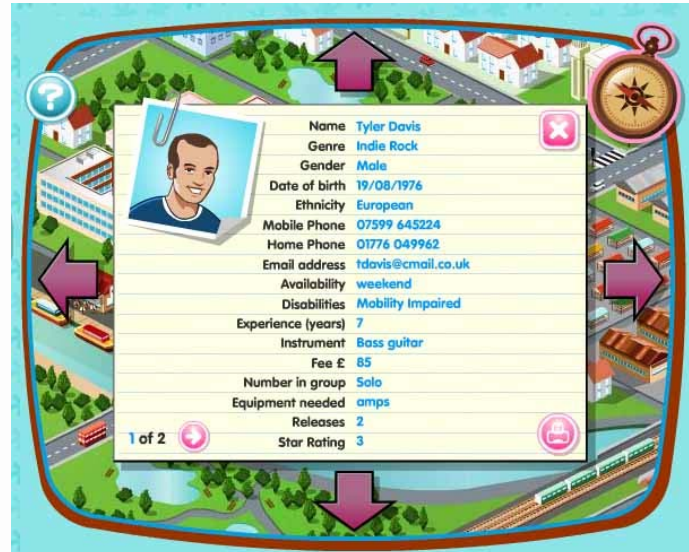 ?
Name Tyler Davis
Genre Indie Rock
Gender Male
Date of birth 19/08/1976
Ethnicity European
Mobile Phone 07599 645224
Home Phone 01776 049962
Email address tdavis@cmail.co.uk
Availability weekend
Disabilities Mobility Impaired
Experience (years) 7
Instrument Bass guitar
Fee £ 85
Number in group Solo
Equipment needed amps
Releases 2
Star Rating 3
1 of 2